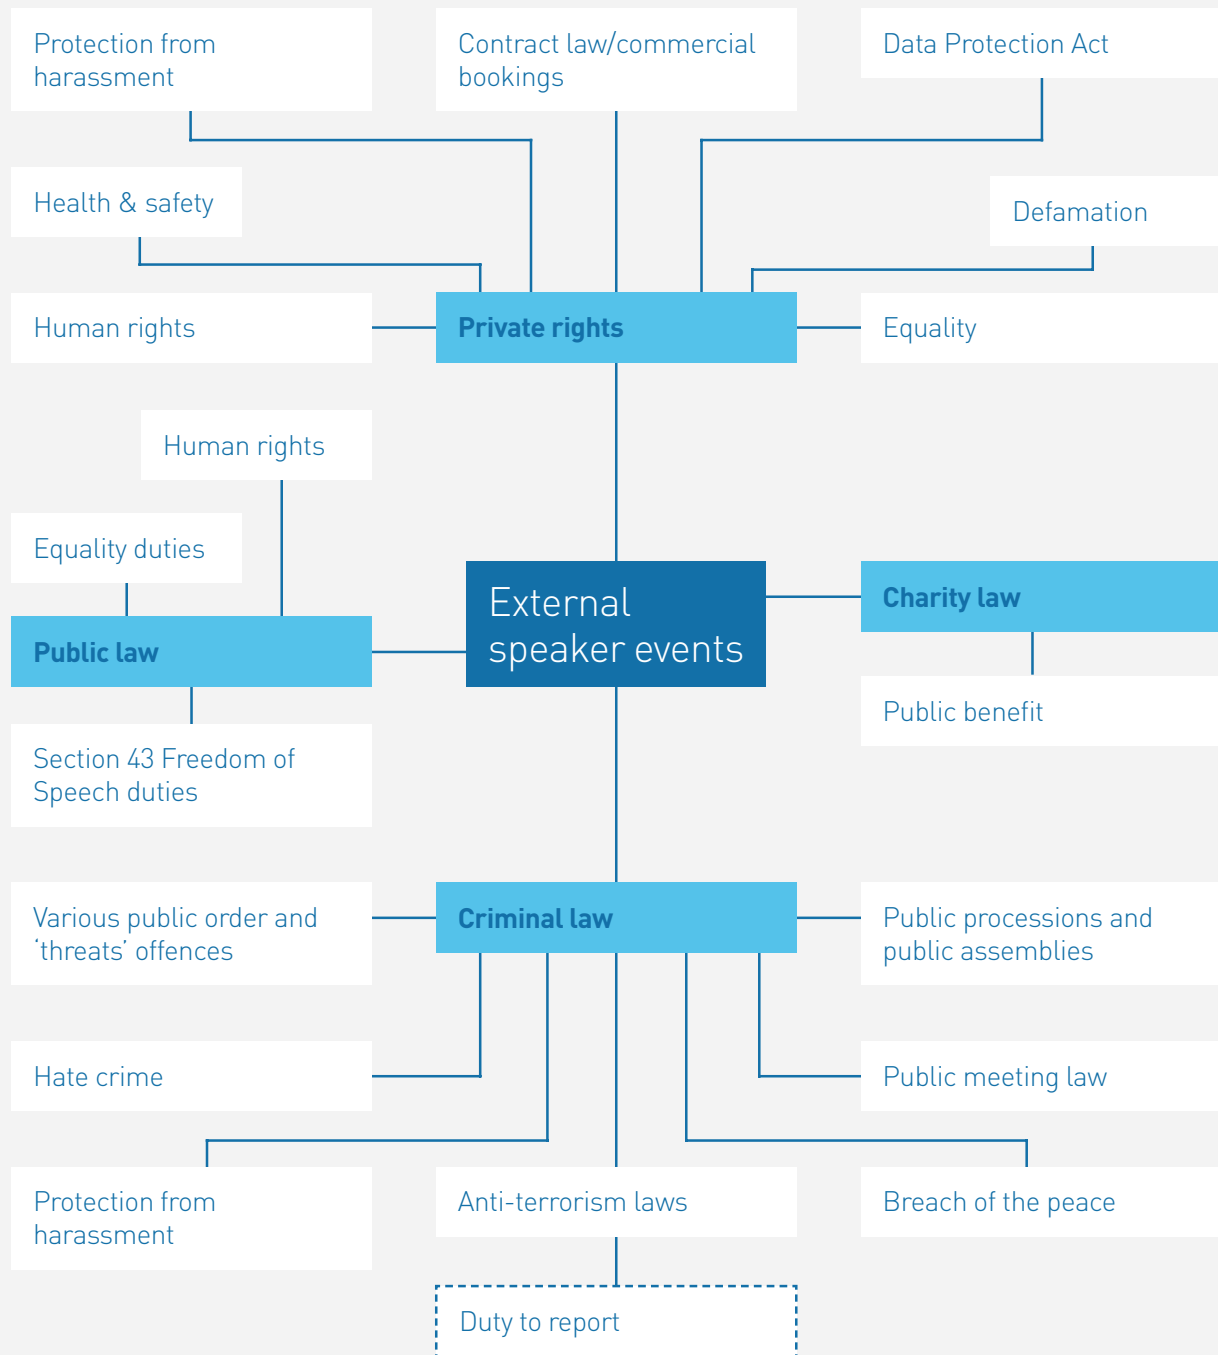 Protection from
harassment
Contract law/commercial
bookings
Data Protection Act
Health & safety
Defamation
Human rights
Private rights
Equality
Human rights
Equality duties
External
speaker events
Charity law
Public law
Public benefit
Section 43 Freedom of
Speech duties
Various public order and
‘threats’ offences
Criminal law
Public processions and
public assemblies
Hate crime
Public meeting law
Protection from
harassment
Anti-terrorism laws
Breach of the peace
Duty to report